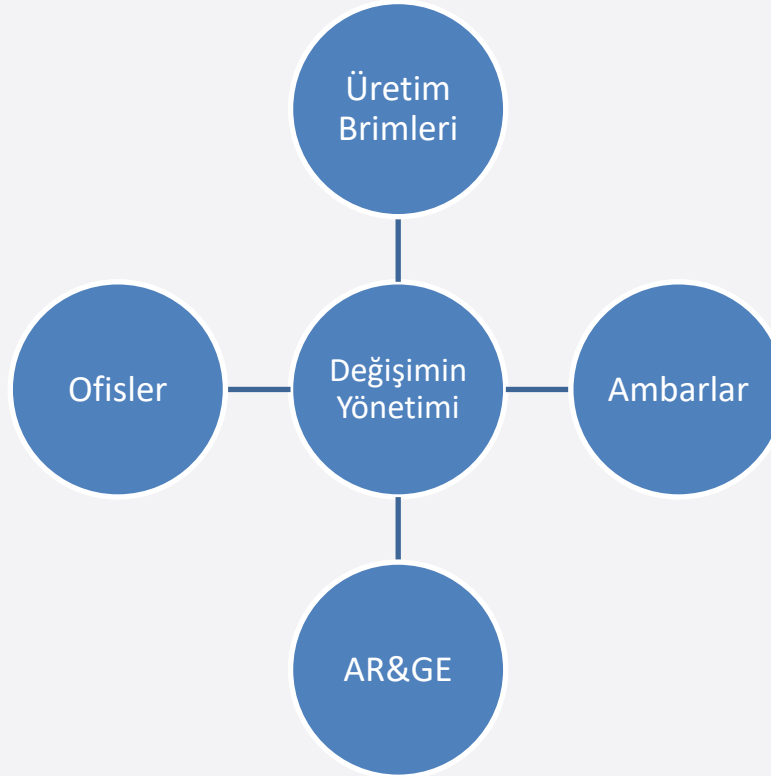 Üretim
Brimleri
Ofisler
Değişimin
Yönetimi
Ambarlar
AR&GE